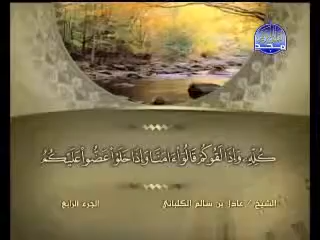 كُلِّهِۦ وَإِذَا لَقُوكُمْ قَالُوٓا۟ ءَامَنَّا وَإِذَا خَلَوْا۟ عَضُّوا۟ عَلَيْكُمُ
الشيخ / عادل بن سالم الكلباني
الجزء الرابع